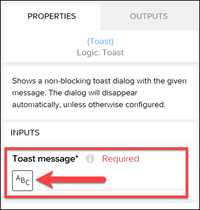 PROPERTIES OUTPUTS
(Toast)
Logic: Toast
Shows a non-blocking toast dialog with the given
message. The dialog will disappear
automatically, unless otherwise configured.
INPUTS
Toast message* i Required
ABC